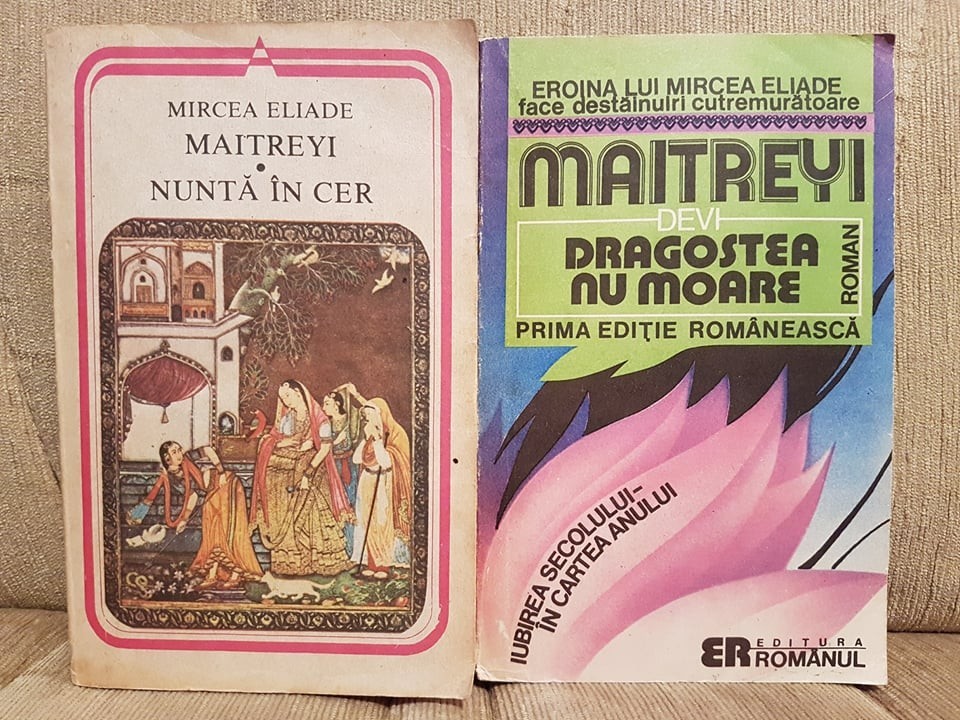 MIRCEA ELIADE
MAITREYI
•
NUNTĂ ÎN CER
EROINA LUI MIRCEA ELIADE
face destăinuiri cutremurătoare
MAITREYI
DEVI
DRAGOSTEA
NU MOARE
ROMAN
PRIMA EDIŢIE ROMÂNEASCĂ
IUBIREA SECOLULUI-
ÎN CARTEA ANULUI
ER EDITURA
ROMÂNUL